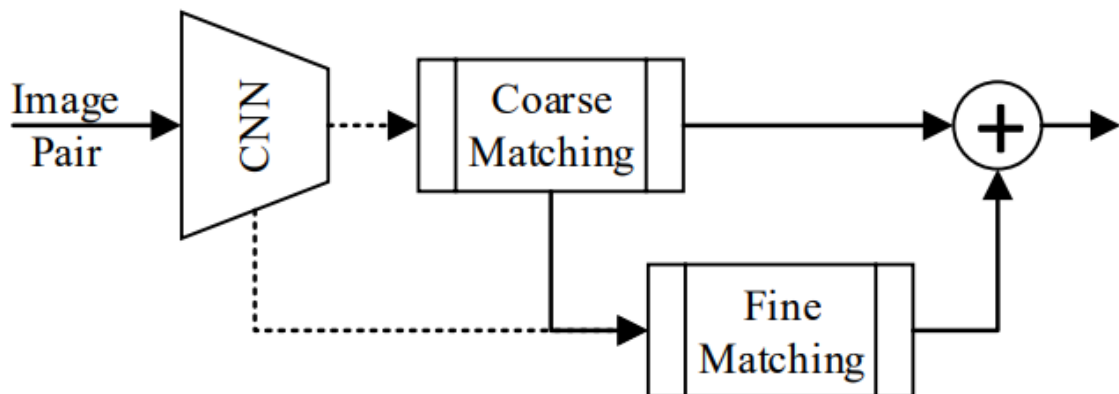 Image
Pair
CNN
Coarse
Matching
+
Fine
Matching